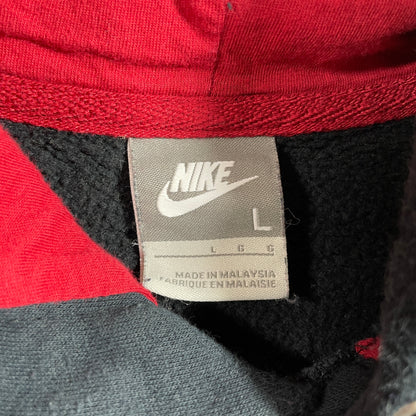 NIKE
L
L G G
MADE IN MALAYSIA
FABRIQUE EN MALAISIE